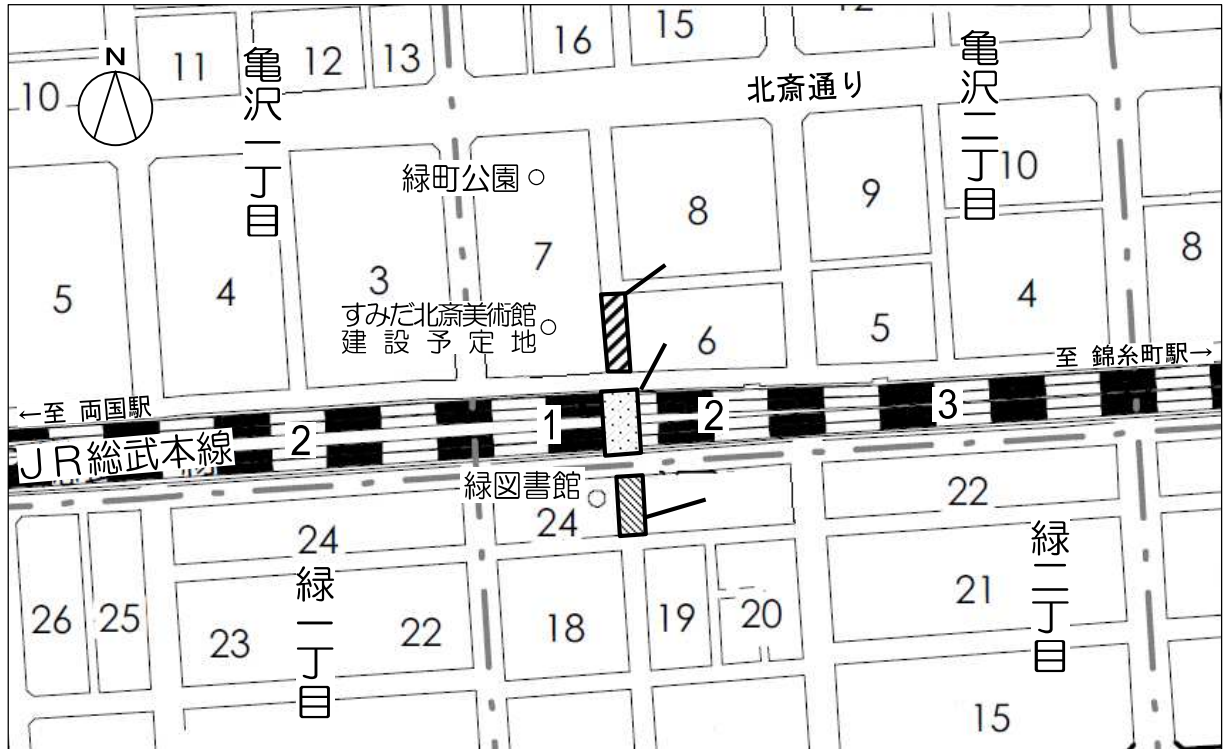 N
10
11
12
13
16
15
12
亀沢一丁目
亀沢二丁目
北斎通り
緑町公園
5
4
3
7
8
9
10
8
すみだ北斎美術館
建設予定地
6
5
4
←至 両国駅
至 錦糸町駅→
JR総武本線
2
1
2
3
緑図書館
24
24
22
緑一丁目
緑二丁目
26
25
23
22
18
19
20
21
15